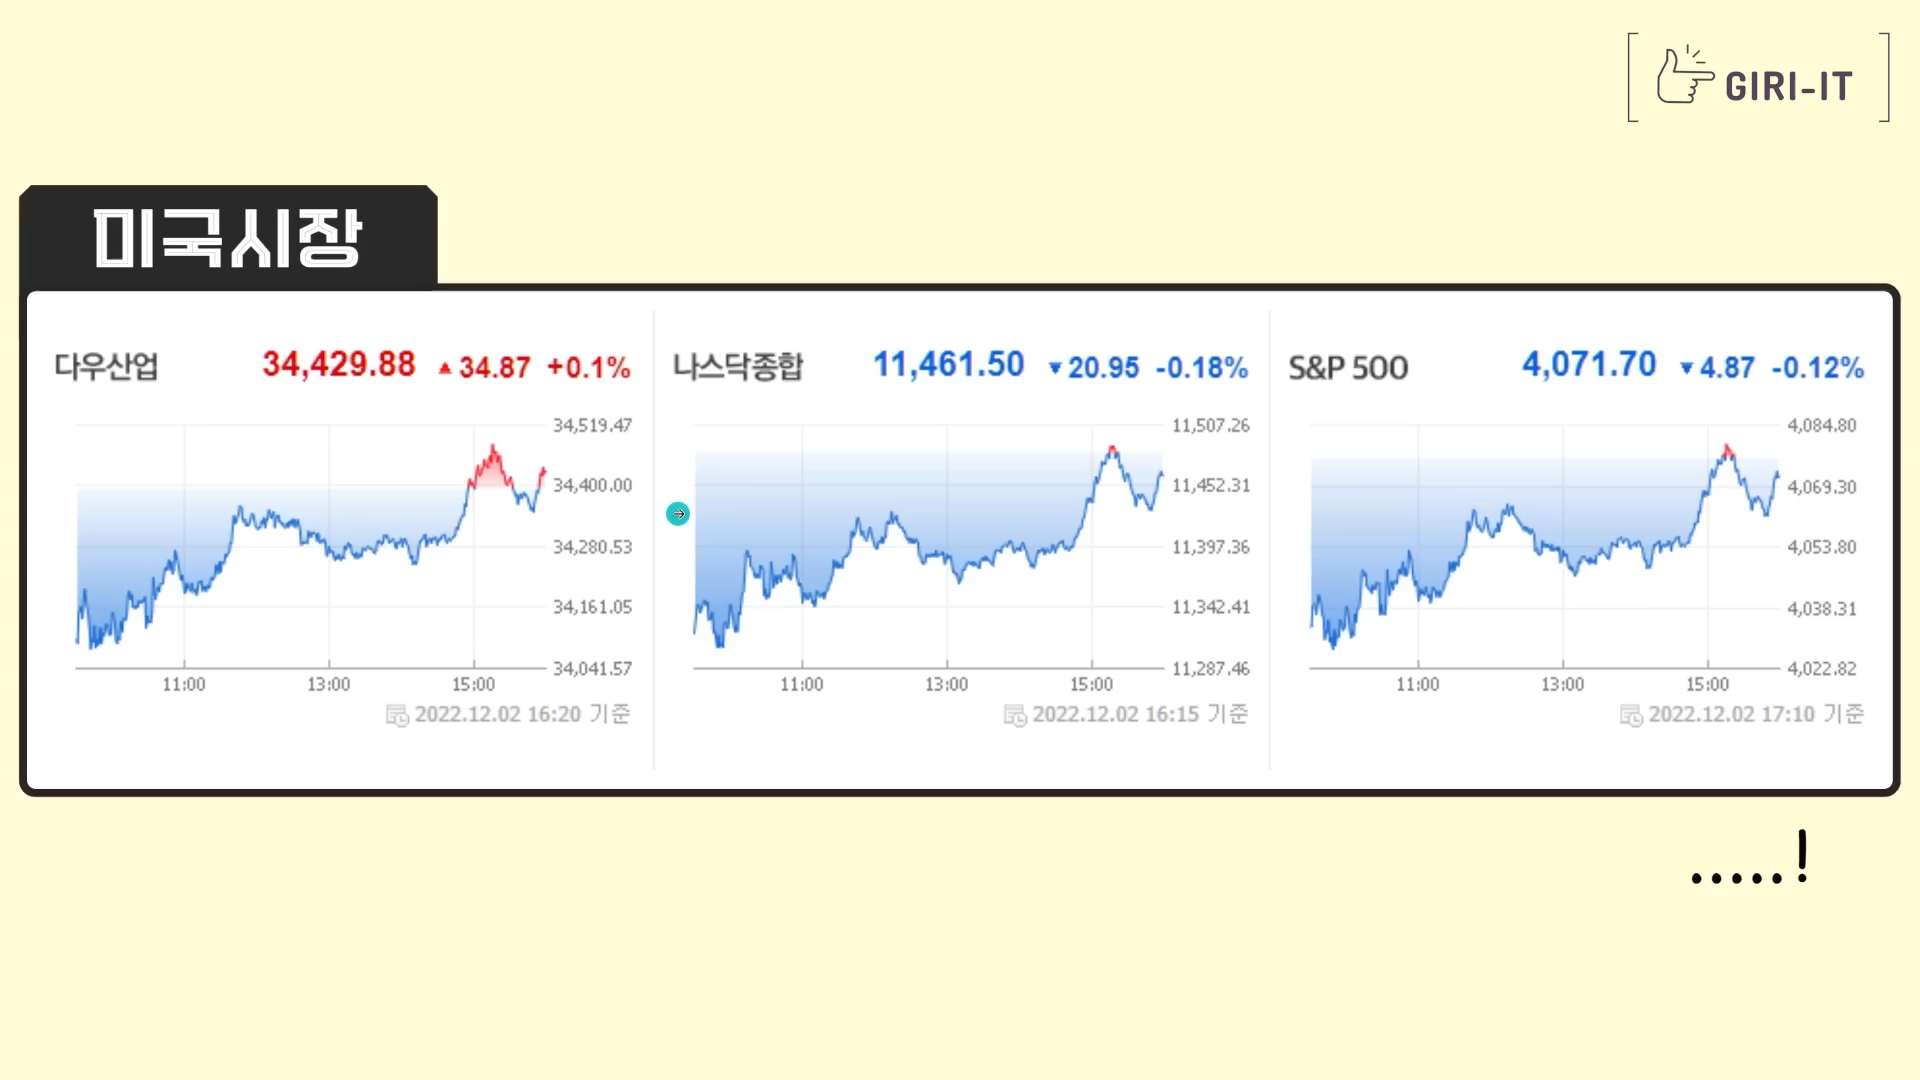 GIRI-IT
미국시장
다우산업 34,429.88 ▲34.87 +0.1%
34,519.47
34,400.00
34,280.53
34,161.05
34,041.57
11:00 13:00 15:00
2022.12.02 16:20 기준
나스닥종합 11,461.50 ▼20.95 -0.18%
11,507.26
11,452.31
11,397.36
11,342.41
11,287.46
11:00 13:00 15:00
2022.12.02 16:15 기준
S&P 500 4,071.70 ▼4.87 -0.12%
4,084.80
4,069.30
4,053.80
4,038.31
4,022.82
11:00 13:00 15:00
2022.12.02 17:10 기준
.....!